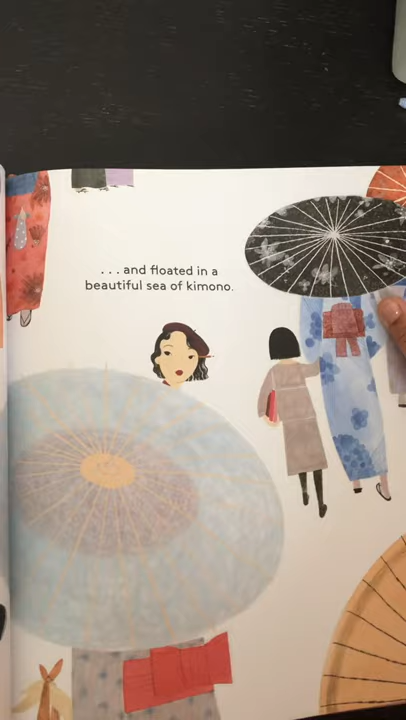 . . . and floated in a
beautiful sea of kimono.